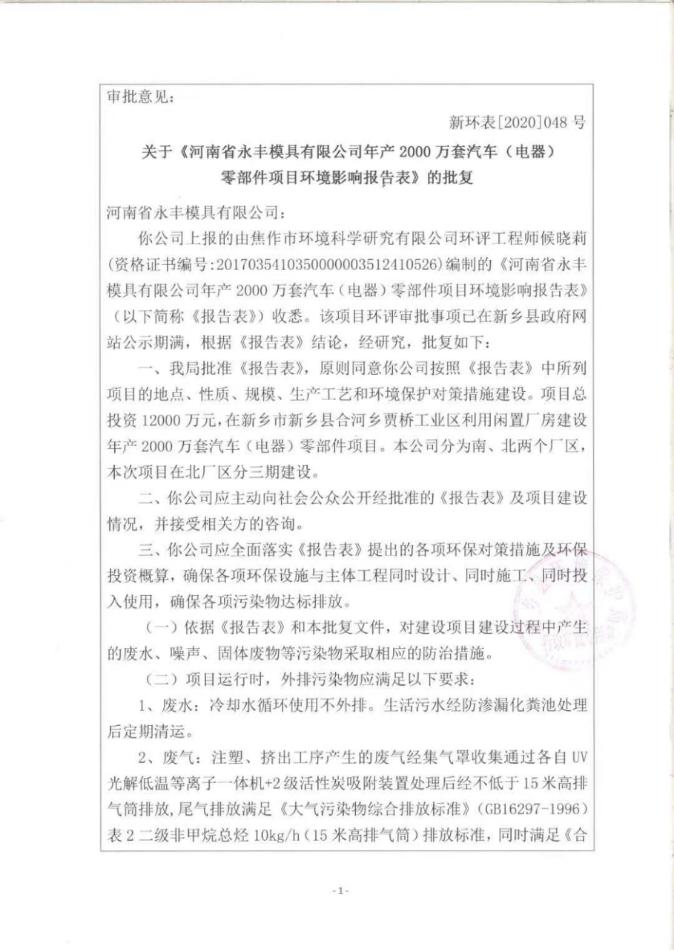 审批意见：
新环表[2020]048 号
关于《河南省永丰模具有限公司年产 2000 万套汽车（电器）
零部件项目环境影响报告表》的批复
河南省永丰模具有限公司：
你公司上报的由焦作市环境科学研究有限公司环评工程师候晓莉
(资格证书编号:2017035410350000003512410526)编制的《河南省永丰
模具有限公司年产 2000 万套汽车（电器）零部件项目环境影响报告表》
（以下简称《报告表》）收悉。该项目环评审批事项已在新乡县政府网
站公示期满，根据《报告表》结论，经研究，批复如下：
一、我局批准《报告表》，原则同意你公司按照《报告表》中所列
项目的地点、性质、规模、生产工艺和环境保护对策措施建设。项目总
投资 12000 万元，在新乡市新乡县合河乡贾桥工业区利用闲置厂房建设
年产 2000 万套汽车（电器）零部件项目。本公司分为南、北两个厂区，
本次项目在北厂区分三期建设。
二、你公司应主动向社会公众公开经批准的《报告表》及项目建设
情况，并接受相关方的咨询。
三、你公司应全面落实《报告表》提出的各项环保对策措施及环保
投资概算，确保各项环保设施与主体工程同时设计、同时施工、同时投
入使用，确保各项污染物达标排放。
（一）依据《报告表》和本批复文件，对建设项目建设过程中产生
的废水、噪声、固体废物等污染物采取相应的防治措施。
（二）项目运行时，外排污染物应满足以下要求：
1、废水：冷却水循环使用不外排。生活污水经防渗漏化粪池处理
后定期清运。
2、废气：注塑、挤出工序产生的废气经集气罩收集通过各自 UV
光解低温等离子一体机+2 级活性炭吸附装置处理后经不低于 15 米高排
气筒排放,尾气排放满足《大气污染物综合排放标准》（GB16297-1996）
表 2 二级非甲烷总烃 10kg/h（15 米高排气筒）排放标准，同时满足《合
- 1 -